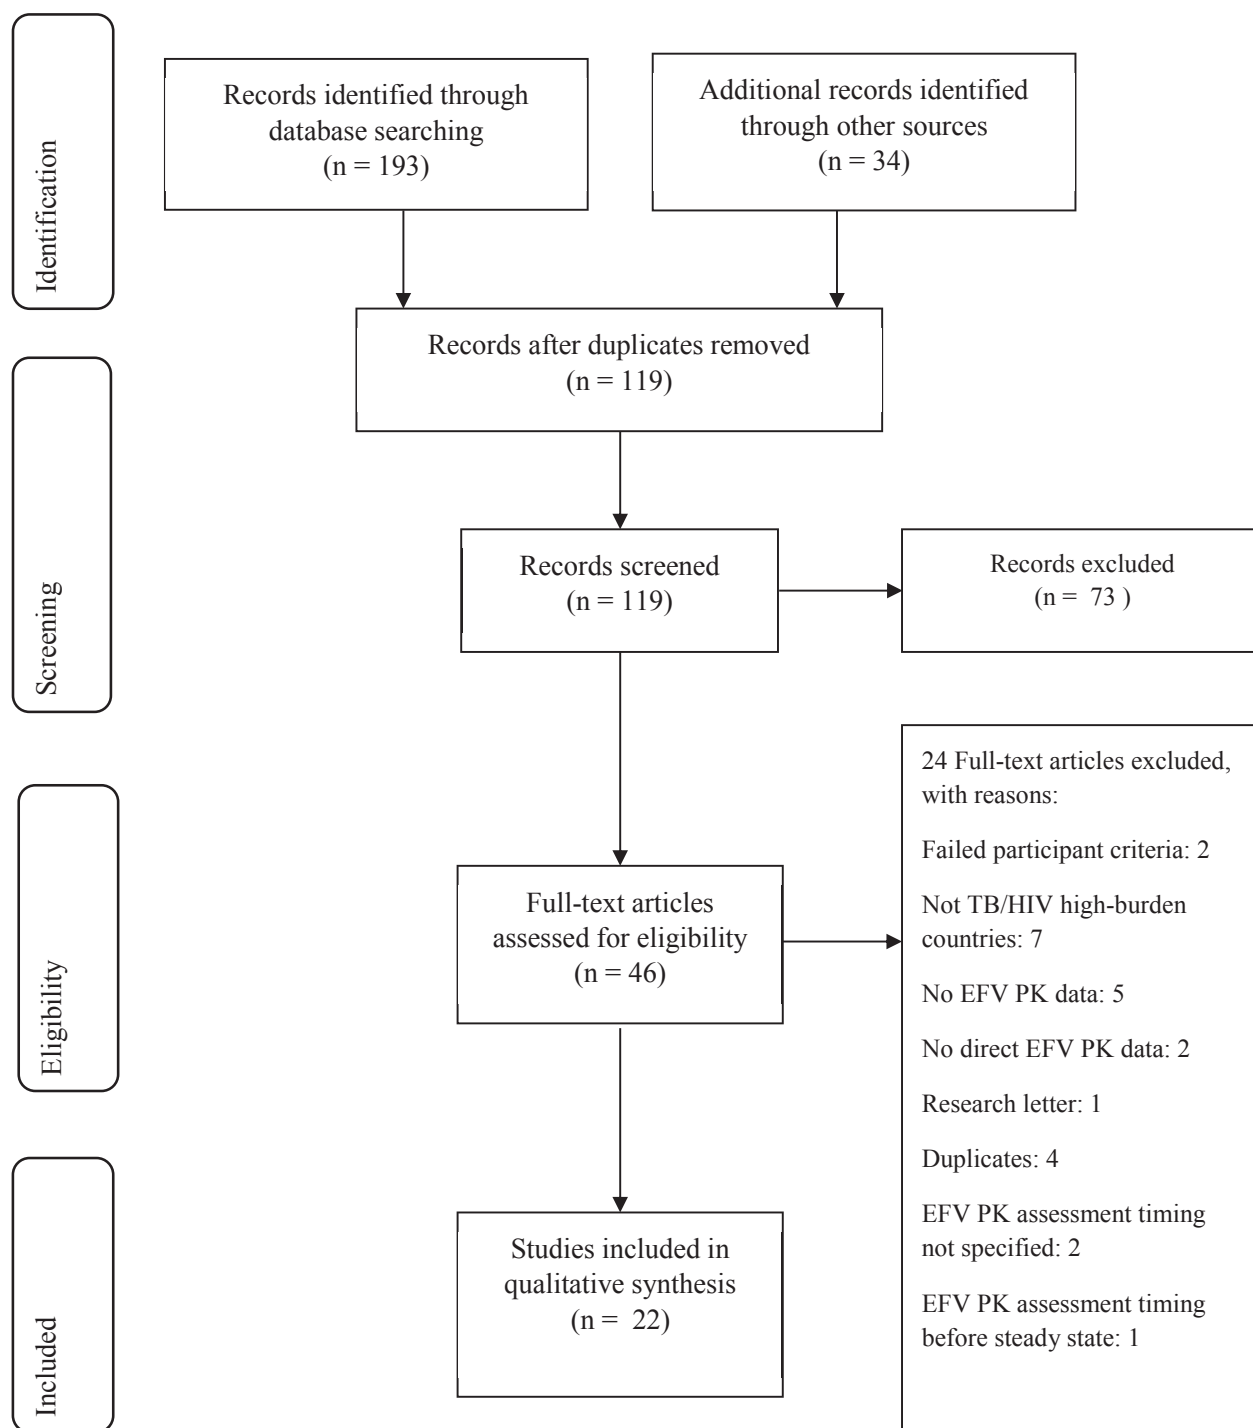 Identification
Records identified through
database searching
(n = 193)
Additional records identified
through other sources
(n = 34)
Records after duplicates removed
(n = 119)
Screening
Records screened
(n = 119)
Records excluded
(n = 73 )
Eligibility
Full-text articles
assessed for eligibility
(n = 46)
24 Full-text articles excluded,
with reasons:
Failed participant criteria: 2
Not TB/HIV high-burden
countries: 7
No EFV PK data: 5
No direct EFV PK data: 2
Research letter: 1
Duplicates: 4
EFV PK assessment timing
not specified: 2
EFV PK assessment timing
before steady state: 1
Included
Studies included in
qualitative synthesis
(n = 22)